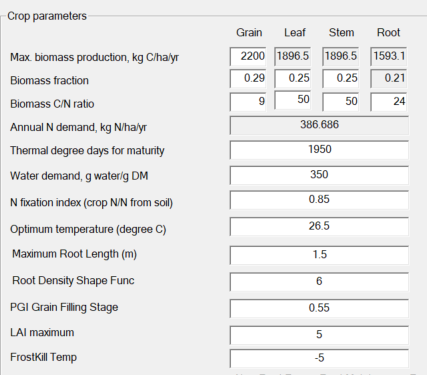 Crop parameters
Grain Leaf Stem Root
Max. biomass production, kg C/ha/yr 2200 1896.5 1896.5 1593.1
Biomass fraction 0.29 0.25 0.25 0.21
Biomass C/N ratio 9 50 50 24
Annual N demand, kg N/ha/yr 386.686
Thermal degree days for maturity 1950
Water demand, g water/g DM 350
N fixation index (crop N/N from soil) 0.85
Optimum temperature (degree C) 26.5
Maximum Root Length (m) 1.5
Root Density Shape Func 6
PGI Grain Filling Stage 0.55
LAI maximum 5
FrostKill Temp -5